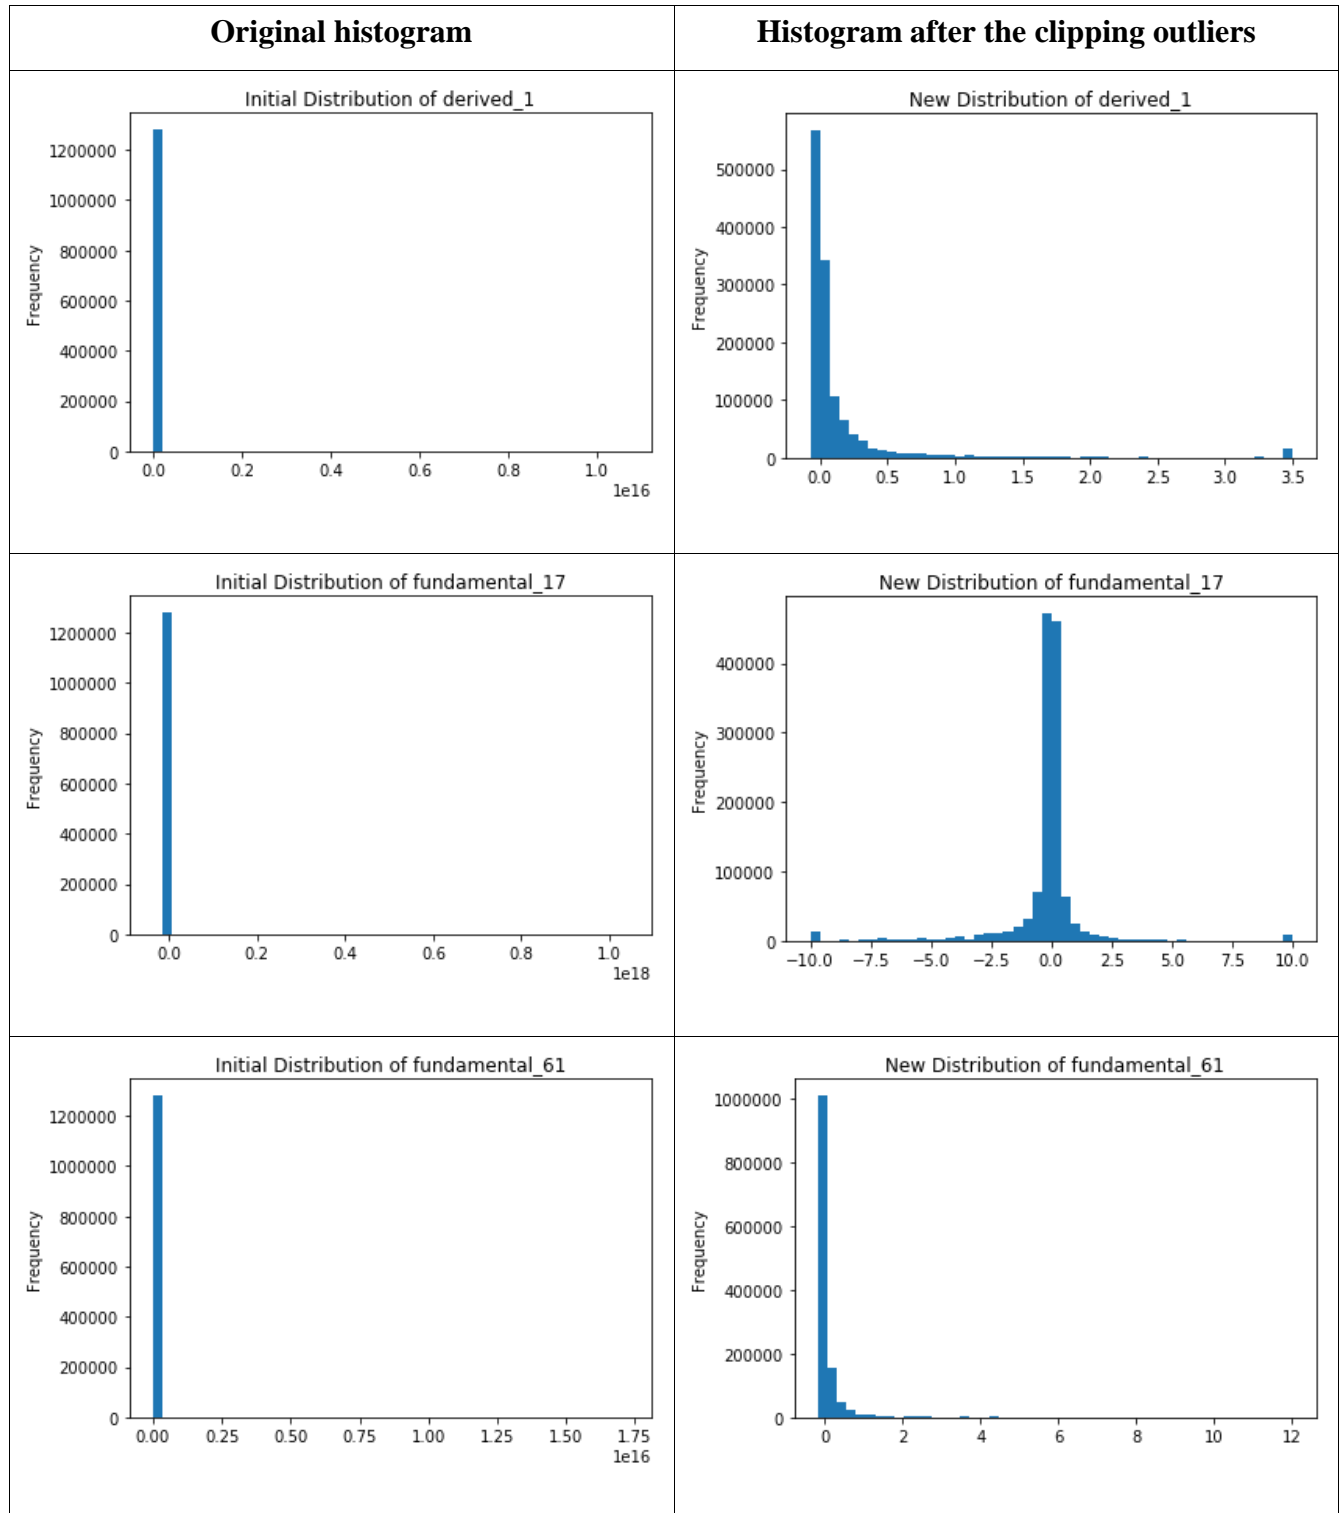 Original histogram
Histogram after the clipping outliers
Initial Distribution of derived_1
Frequency
1200000
1000000
800000
600000
400000
200000
0
0.0 0.2 0.4 0.6 0.8 1.0
1e16
New Distribution of derived_1
Frequency
500000
400000
300000
200000
100000
0
0.0 0.5 1.0 1.5 2.0 2.5 3.0 3.5
Initial Distribution of fundamental_17
Frequency
1200000
1000000
800000
600000
400000
200000
0
0.0 0.2 0.4 0.6 0.8 1.0
1e18
New Distribution of fundamental_17
Frequency
400000
300000
200000
100000
0
−10.0 −7.5 −5.0 −2.5 0.0 2.5 5.0 7.5 10.0
Initial Distribution of fundamental_61
Frequency
1200000
1000000
800000
600000
400000
200000
0
0.00 0.25 0.50 0.75 1.00 1.25 1.50 1.75
1e16
New Distribution of fundamental_61
Frequency
1000000
800000
600000
400000
200000
0
0 2 4 6 8 10 12